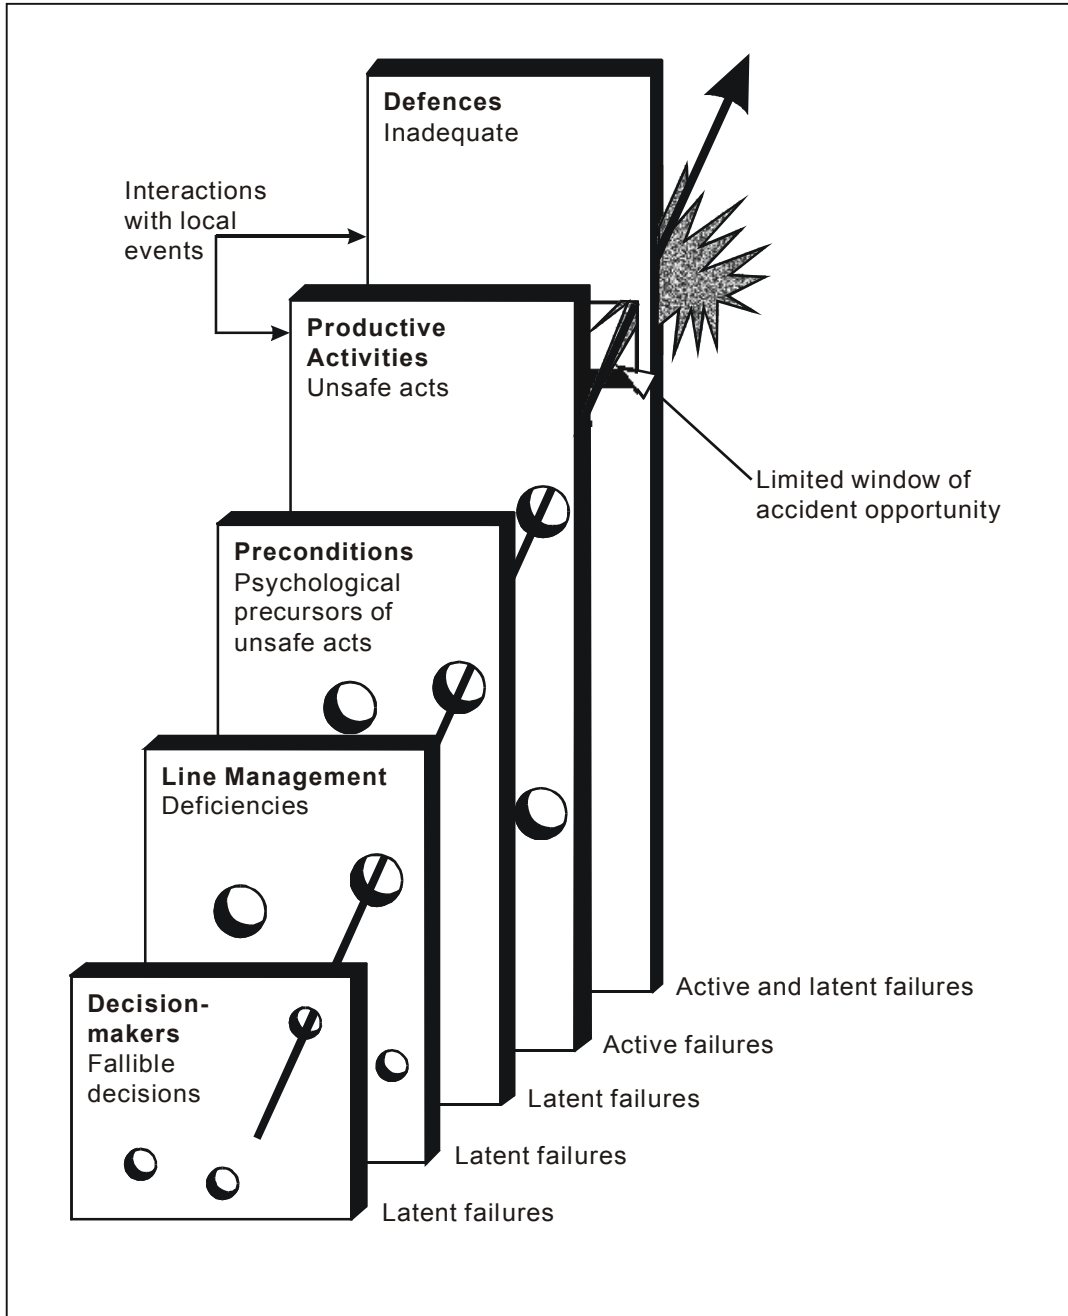 Defences
Inadequate
Interactions
with local
events
Productive
Activities
Unsafe acts
Limited window of
accident opportunity
Preconditions
Psychological
precursors of
unsafe acts
Line Management
Deficiencies
Decision-
makers
Fallible
decisions
Active and latent failures
Active failures
Latent failures
Latent failures
Latent failures